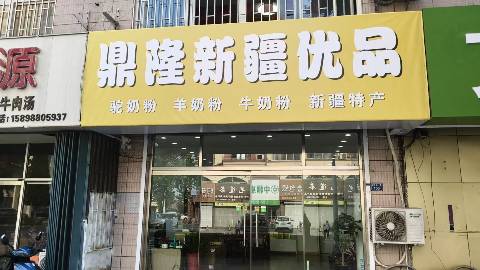 源
牛肉汤
话:15898805937
鼎隆新疆优品
驼奶粉 羊奶粉 牛奶粉 新疆特产